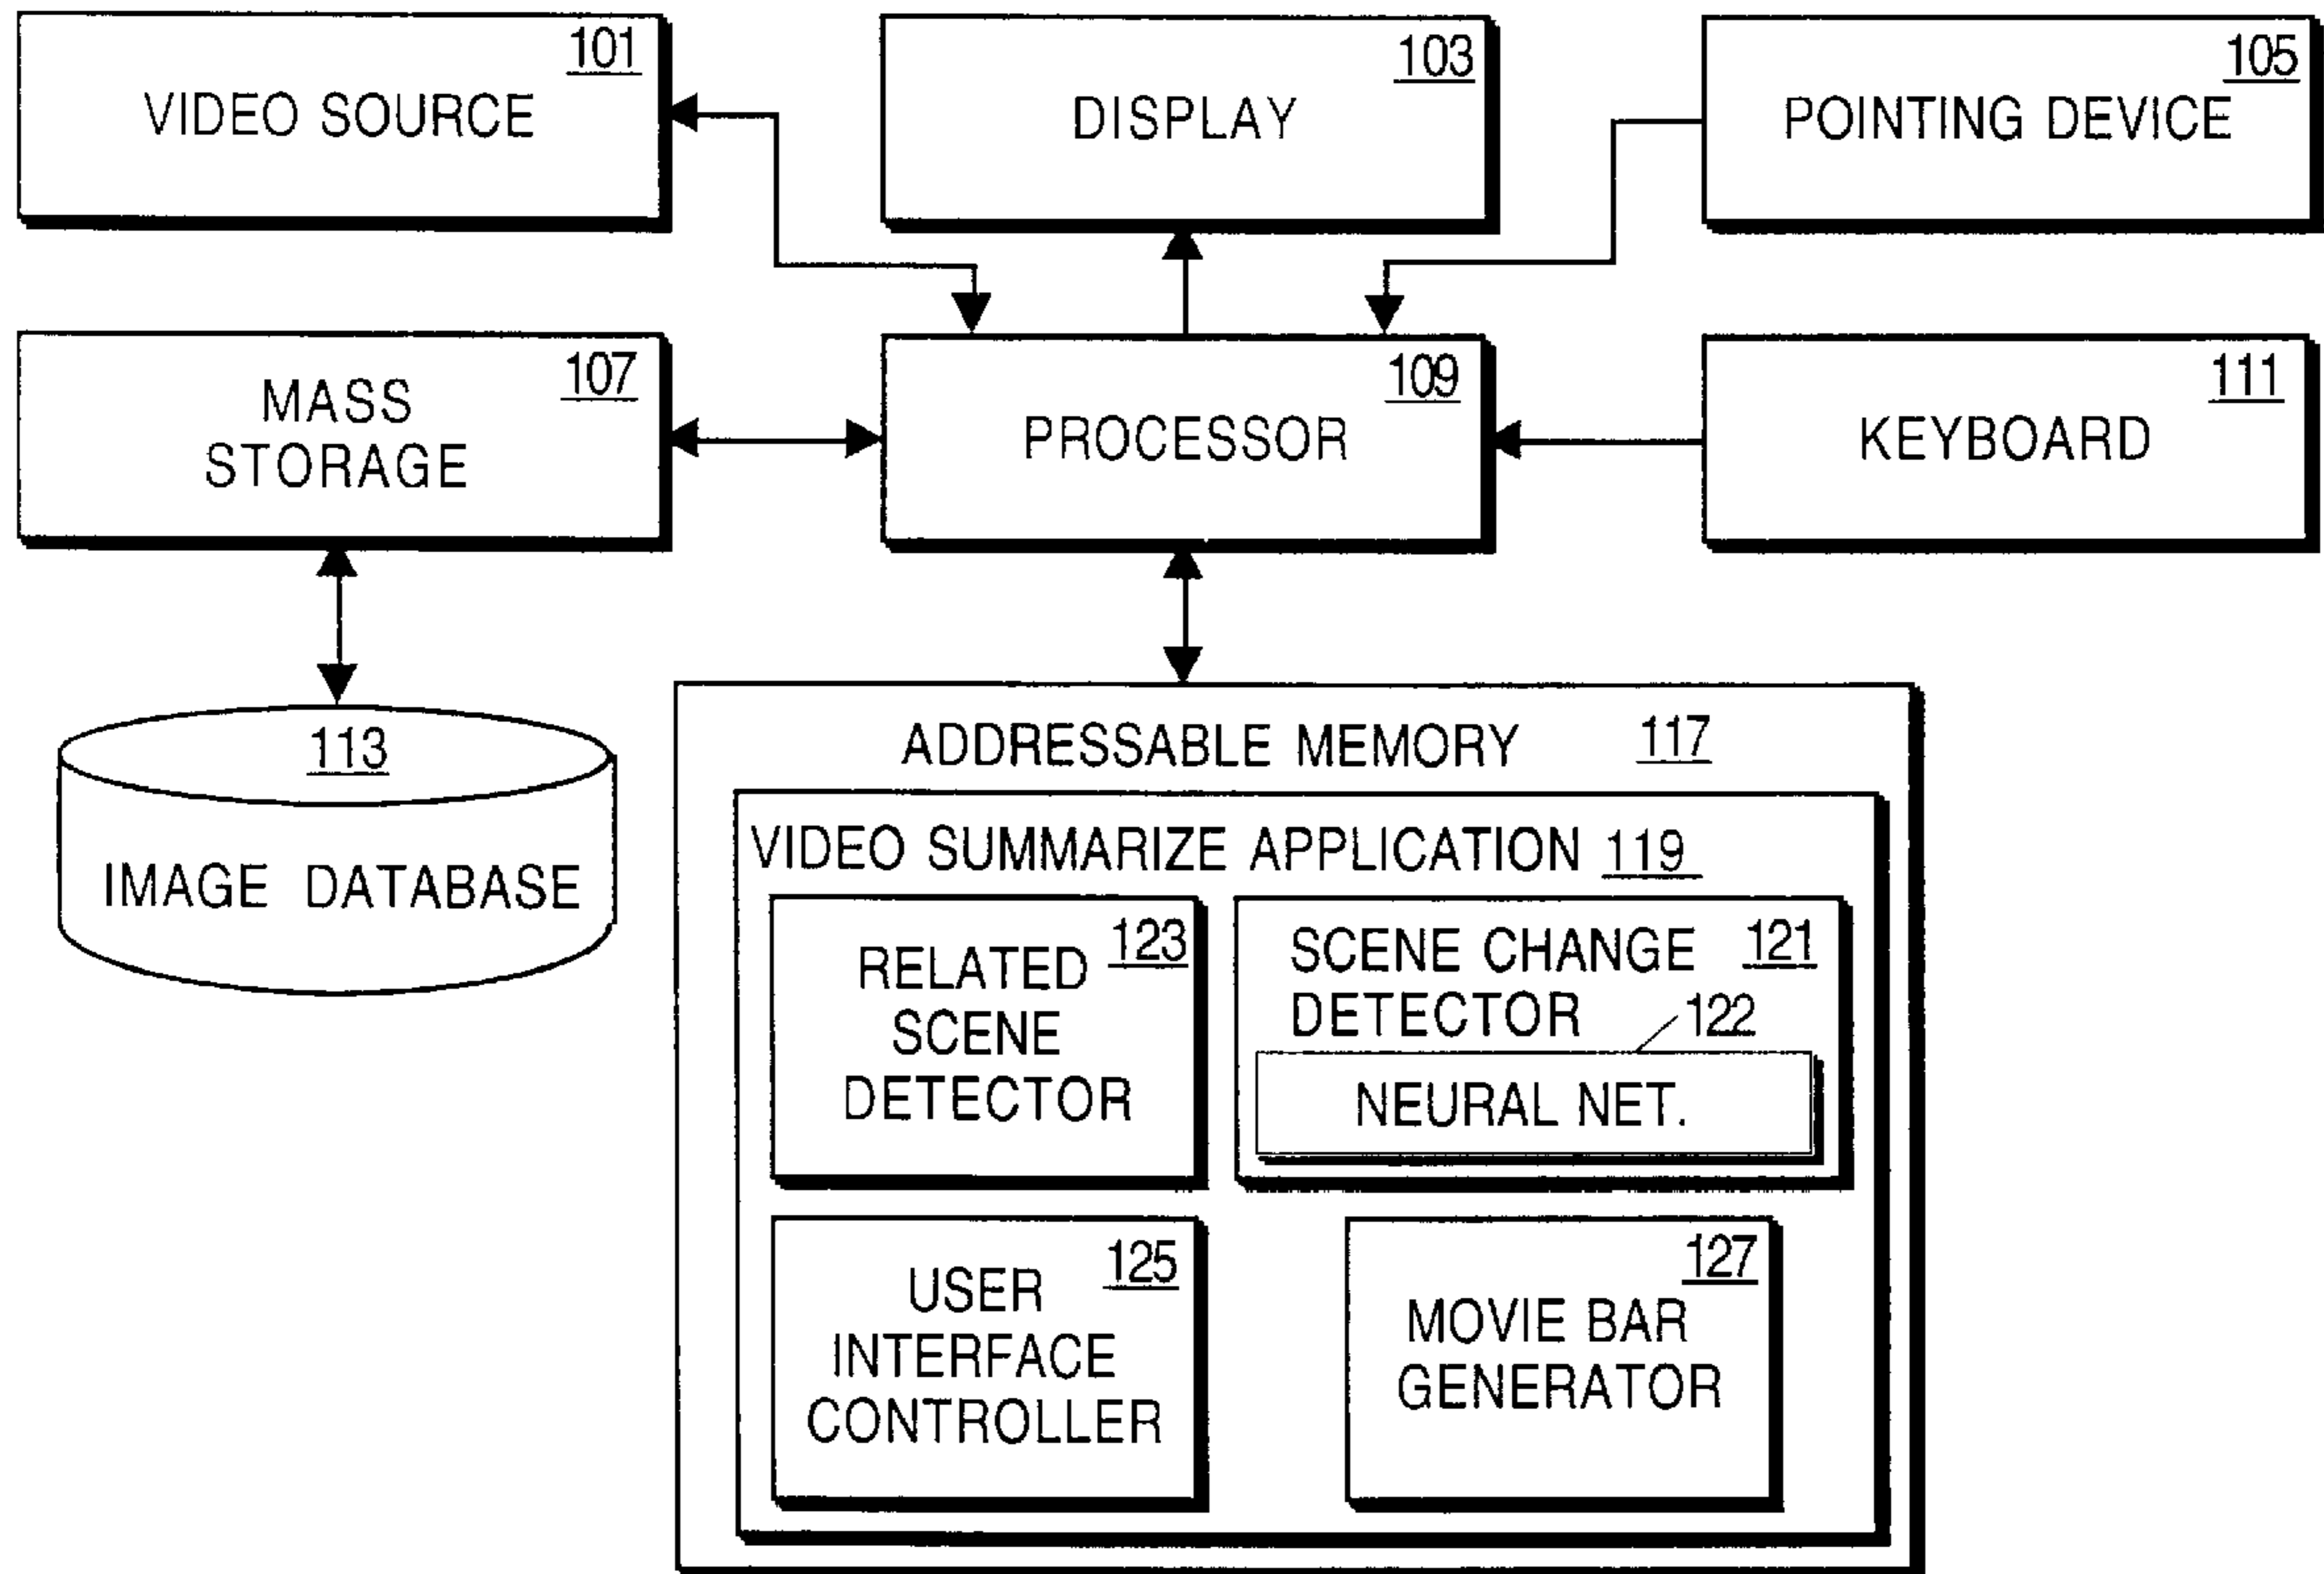 101
VIDEO SOURCE
103
DISPLAY
105
POINTING DEVICE
107
MASS
STORAGE
109
PROCESSOR
111
KEYBOARD
113
IMAGE DATABASE
ADDRESSABLE MEMORY 117
VIDEO SUMMARIZE APPLICATION 119
123
RELATED
SCENE
DETECTOR
SCENE CHANGE 121
DETECTOR 122
NEURAL NET.
125
USER
INTERFACE
CONTROLLER
127
MOVIE BAR
GENERATOR